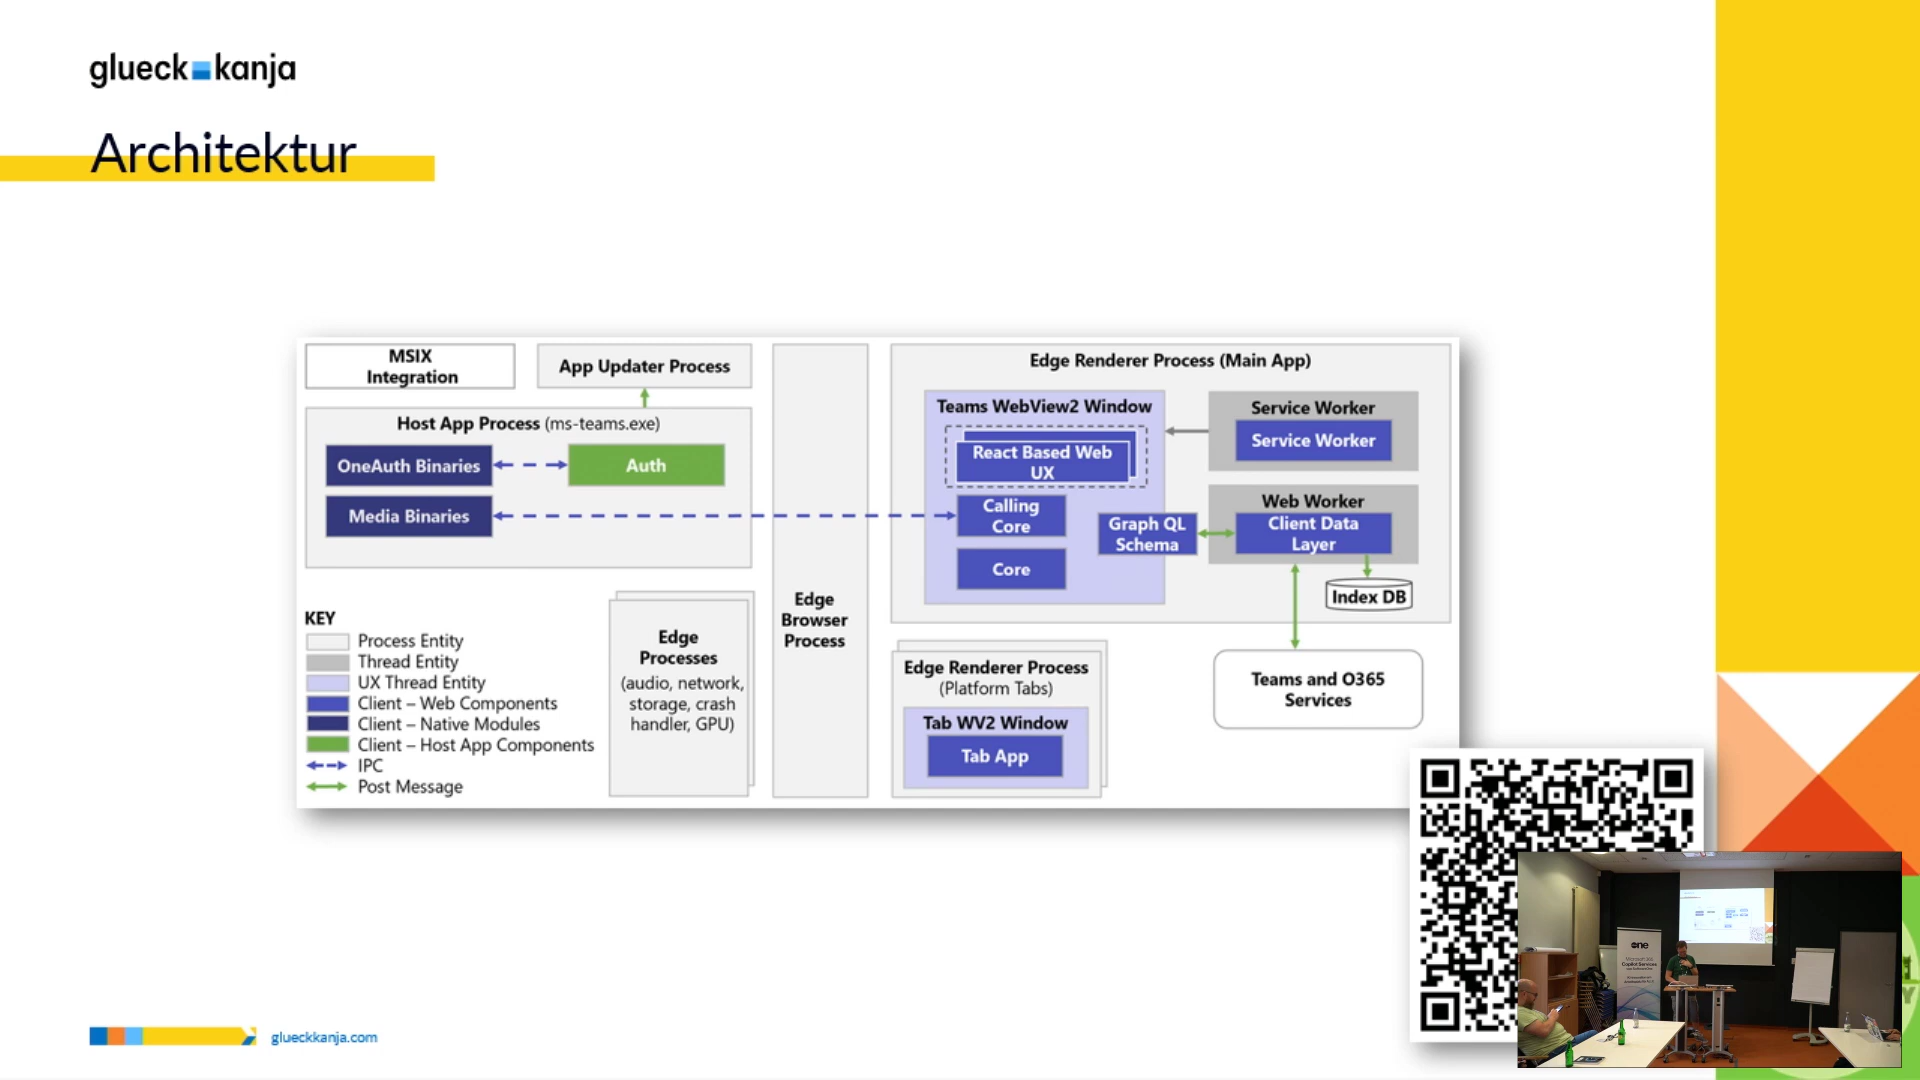 glueck kanja
Architektur
MSIX
Integration
App Updater Process
Host App Process (ms-teams.exe)
OneAuth Binaries
Auth
Media Binaries
KEY
Process Entity
Thread Entity
UX Thread Entity
Client – Web Components
Client – Native Modules
Client – Host App Components
IPC
Post Message
Edge
Processes
(audio, network,
storage, crash
handler, GPU)
Edge
Browser
Process
Edge Renderer Process (Main App)
Teams WebView2 Window
React Based Web
UX
Calling
Core
Core
Graph QL
Schema
Service Worker
Service Worker
Web Worker
Client Data
Layer
Index DB
Edge Renderer Process
(Platform Tabs)
Tab WV2 Window
Tab App
Teams and O365
Services
one
Copilot Services
glueckkanja.com